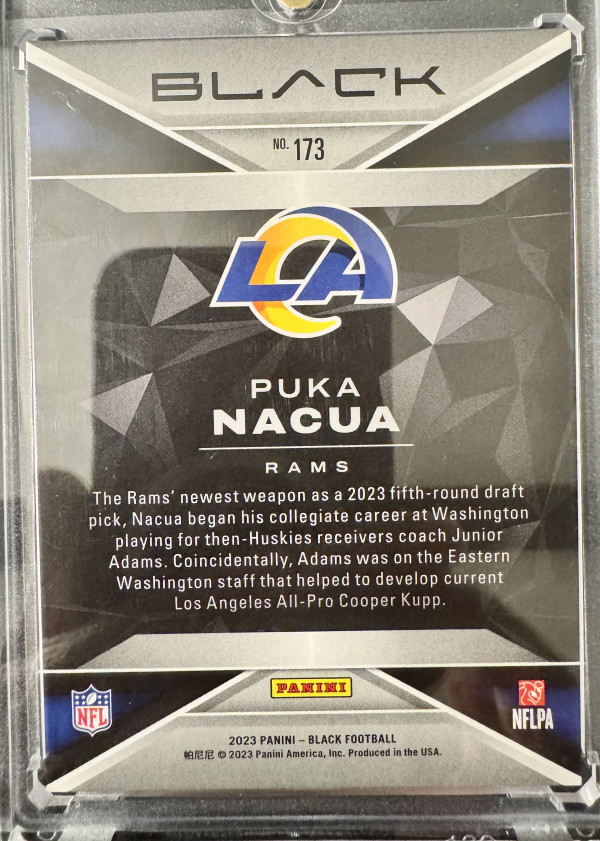 BLACK
NO. 173
LA
PUKA
NACUA
RAMS
The Rams' newest weapon as a 2023 fifth-round draft
pick, Nacua began his collegiate career at Washington
playing for then-Huskies receivers coach Junior
Adams. Coincidentally, Adams was on the Eastern
Washington staff that helped to develop current
Los Angeles All-Pro Cooper Kupp.
PANINI
NFL
NFLPA
2023 PANINI – BLACK FOOTBALL
帕尼尼 © 2023 Panini America, Inc. Produced in the USA.